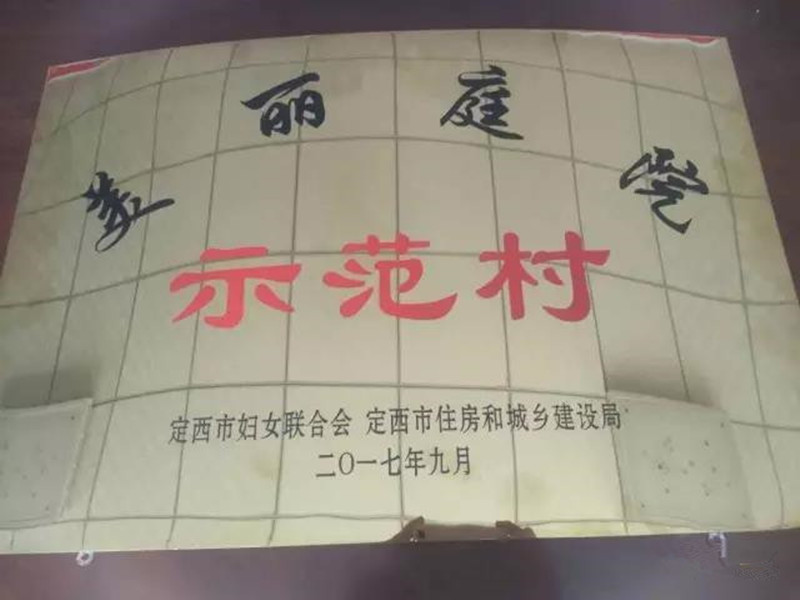 美丽庭院
示范村
定西市妇女联合会 定西市住房和城乡建设局
二〇一七年九月